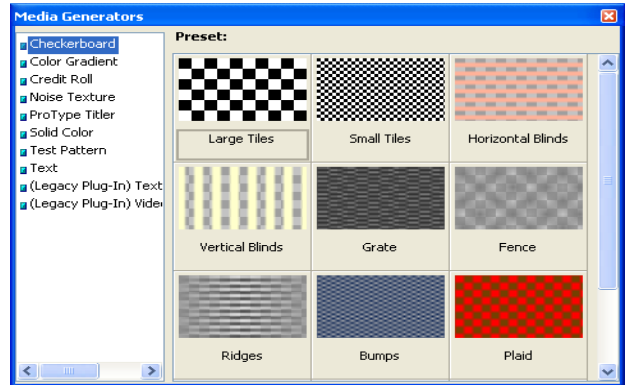 Media Generators
Preset:
Checkerboard
Color Gradient
Credit Roll
Noise Texture
ProType Titler
Solid Color
Test Pattern
Text
(Legacy Plug-In) Text
(Legacy Plug-In) Vide
Large Tiles
Small Tiles
Horizontal Blinds
Vertical Blinds
Grate
Fence
Ridges
Bumps
Plaid